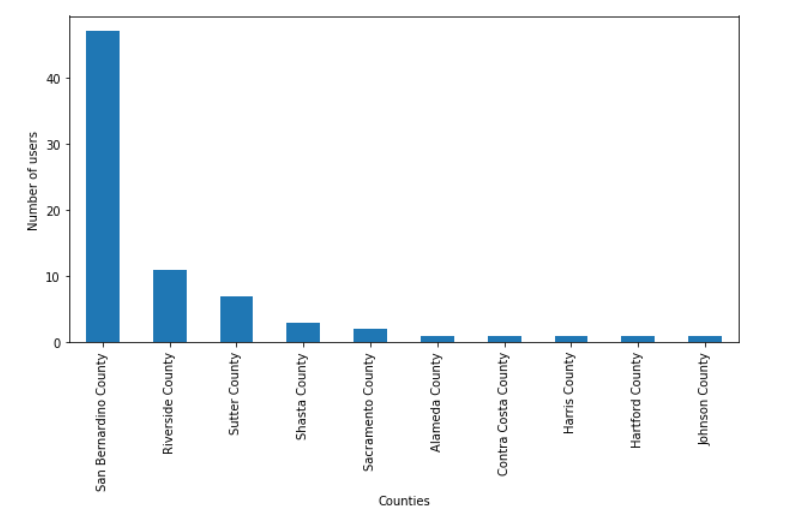 Number of users
40
30
20
10
0
San Bernardino County
Riverside County
Sutter County
Shasta County
Sacramento County
Alameda County
Contra Costa County
Harris County
Hartford County
Johnson County
Counties